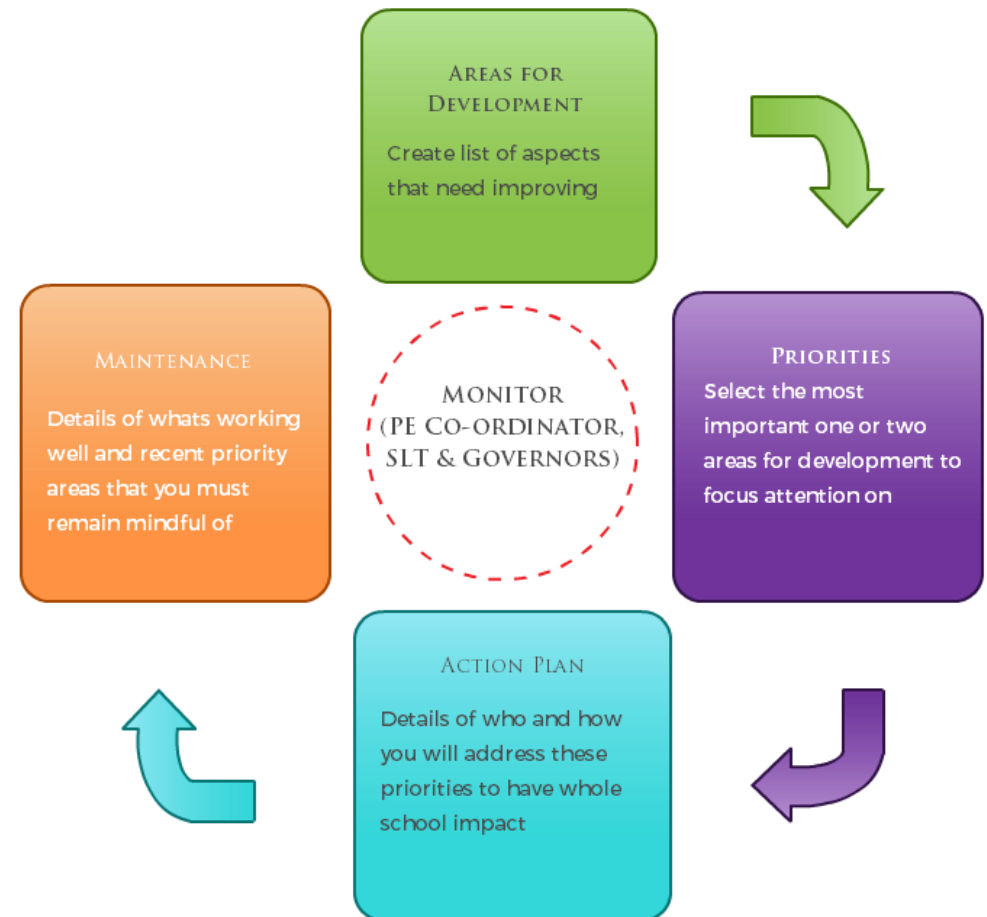 AREAS FOR
DEVELOPMENT
Create list of aspects
that need improving
PRIORITIES
Select the most
important one or two
areas for development to
focus attention on
ACTION PLAN
Details of who and how
you will address these
priorities to have whole
school impact
MAINTENANCE
Details of whats working
well and recent priority
areas that you must
remain mindful of
MONITOR
(PE CO-ORDINATOR,
SLT & GOVERNORS)